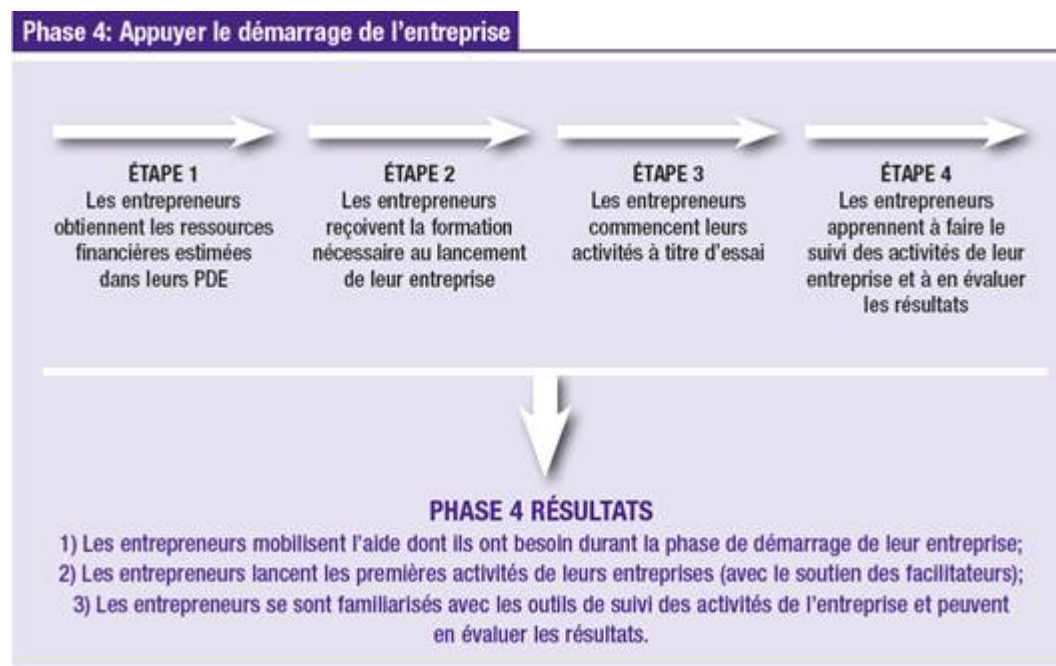 Phase 4: Appuyer le démarrage de l'entreprise
ÉTAPE 1
Les entrepreneurs
obtiennent les ressources
financières estimées
dans leurs PDE
ÉTAPE 2
Les entrepreneurs
reçoivent la formation
nécessaire au lancement
de leur entreprise
ÉTAPE 3
Les entrepreneurs
commencent leurs
activités à titre d'essai
ÉTAPE 4
Les entrepreneurs
apprennent à faire le
suivi des activités de leur
entreprise et à en évaluer
les résultats
PHASE 4 RÉSULTATS
1) Les entrepreneurs mobilisent l'aide dont ils ont besoin durant la phase de démarrage de leur entreprise;
2) Les entrepreneurs lancent les premières activités de leurs entreprises (avec le soutien des facilitateurs);
3) Les entrepreneurs se sont familiarisés avec les outils de suivi des activités de l'entreprise et peuvent
en évaluer les résultats.